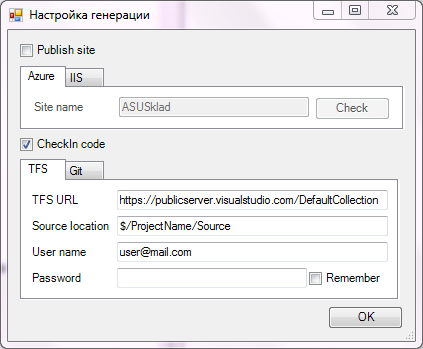 Настройка генерации
Publish site
Azure IIS
Site name ASUSklad Check
CheckIn code
TFS Git
TFS URL https://publicserver.visualstudio.com/DefaultCollection
Source location $/ProjectName/Source
User name user@mail.com
Password Remember
OK